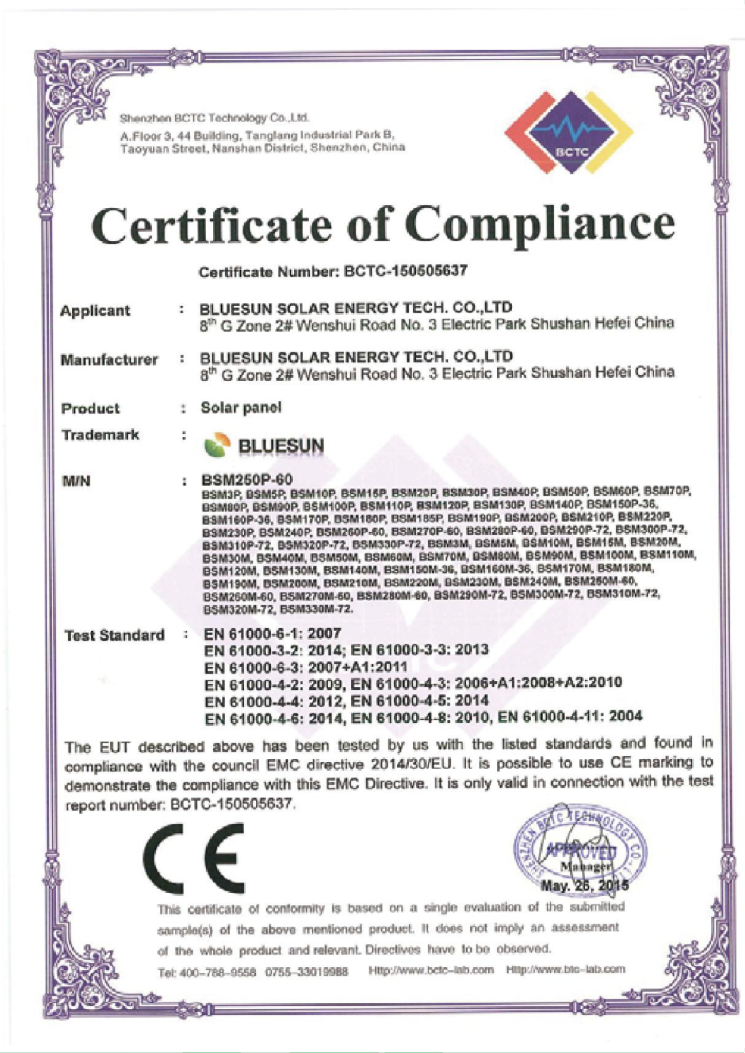 Shenzhen BCTC Technology Co.,Ltd.
A.Floor 3, 44 Building, Tanglang Industrial Park B,
Taoyuan Street, Nanshan District, Shenzhen, China
BCTC
Certificate of Compliance
Certificate Number: BCTC-150505637
Applicant : BLUESUN SOLAR ENERGY TECH. CO.,LTD
8th G Zone 2# Wenshui Road No. 3 Electric Park Shushan Hefei China
Manufacturer : BLUESUN SOLAR ENERGY TECH. CO.,LTD
8th G Zone 2# Wenshui Road No. 3 Electric Park Shushan Hefei China
Product : Solar panel
Trademark : BLUESUN
M/N : BSM250P-60
BSM3P, BSM5P, BSM10P, BSM15P, BSM20P, BSM30P, BSM40P, BSM50P, BSM60P, BSM70P,
BSM80P, BSM90P, BSM100P, BSM110P, BSM120P, BSM130P, BSM140P, BSM150P-36,
BSM160P-36, BSM170P, BSM180P, BSM185P, BSM190P, BSM200P, BSM210P, BSM220P,
BSM230P, BSM240P, BSM260P-60, BSM270P-60, BSM280P-60, BSM290P-72, BSM300P-72,
BSM310P-72, BSM320P-72, BSM330P-72, BSM3M, BSM5M, BSM10M, BSM15M, BSM20M,
BSM30M, BSM40M, BSM50M, BSM60M, BSM70M, BSM80M, BSM90M, BSM100M, BSM110M,
BSM120M, BSM130M, BSM140M, BSM150M-36, BSM160M-36, BSM170M, BSM180M,
BSM190M, BSM200M, BSM210M, BSM220M, BSM230M, BSM240M, BSM250M-60,
BSM260M-60, BSM270M-60, BSM280M-60, BSM290M-72, BSM300M-72, BSM310M-72,
BSM320M-72, BSM330M-72.
Test Standard : EN 61000-6-1: 2007
EN 61000-3-2: 2014; EN 61000-3-3: 2013
EN 61000-6-3: 2007+A1:2011
EN 61000-4-2: 2009, EN 61000-4-3: 2006+A1:2008+A2:2010
EN 61000-4-4: 2012, EN 61000-4-5: 2014
EN 61000-4-6: 2014, EN 61000-4-8: 2010, EN 61000-4-11: 2004
The EUT described above has been tested by us with the listed standards and found in
compliance with the council EMC directive 2014/30/EU. It is possible to use CE marking to
demonstrate the compliance with this EMC Directive. It is only valid in connection with the test
report number: BCTC-150505637.
CE
SHENZHEN BCTC TECHNOLOGY CO., LTD
APPROVED
Manager
May. 26, 2015
This certificate of conformity is based on a single evaluation of the submitted
sample(s) of the above mentioned product. It does not imply an assessment
of the whole product and relevant. Directives have to be observed.
Tel: 400-788-9558 0755-33019988 Http://www.bctc-lab.com Http://www.btc-lab.com